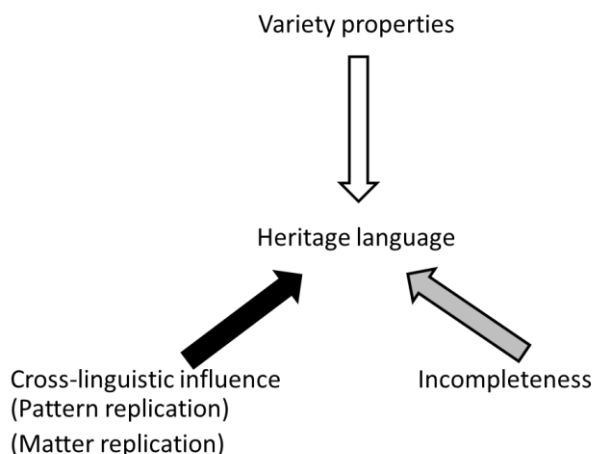 Variety properties
Heritage language
Cross-linguistic influence
(Pattern replication)
(Matter replication)
Incompleteness